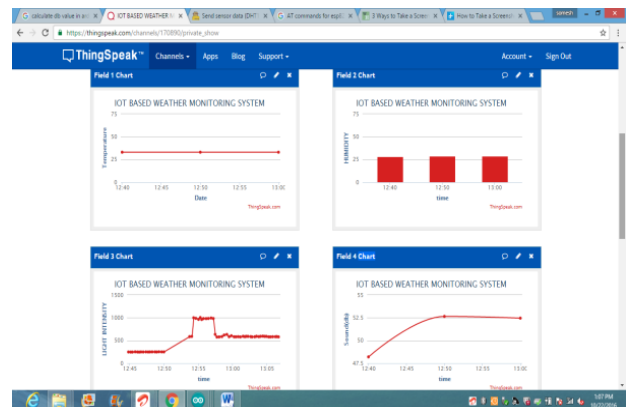 calculate db value in a
IOT BASED WEATHER M
Send sensor data (DHT
AT commands for esp8
3 Ways to Take a Screen
How to Take a Screensh
https://thingspeak.com/channels/170890/private_show
ThingSpeak™ Channels Apps Blog Support Account Sign Out
Field 1 Chart
IOT BASED WEATHER MONITORING SYSTEM
75
50
25
0
Temperature
12:40 12:45 12:50 12:55 13:00
Date
ThingSpeak.com
Field 2 Chart
IOT BASED WEATHER MONITORING SYSTEM
75
50
25
0
HUMIDITY
12:40 12:50 13:00
time
ThingSpeak.com
Field 3 Chart
IOT BASED WEATHER MONITORING SYSTEM
1500
1000
500
0
LIGHT INTENSITY
12:45 12:50 12:55 13:00 13:05
time
ThingSpeak.com
Field 4 Chart
IOT BASED WEATHER MONITORING SYSTEM
55
52.5
50
47.5
12:40 12:45 12:50 12:55 13:00
time
ThingSpeak.com
1:07 PM